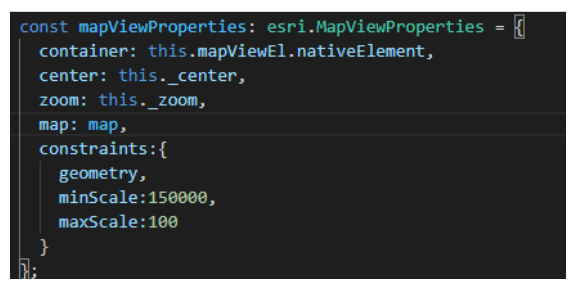 const mapViewProperties: esri.MapViewProperties = {
container: this.mapViewEl.nativeElement,
center: this._center,
zoom: this._zoom,
map: map,
constraints:{
geometry,
minScale:150000,
maxScale:100
}
};